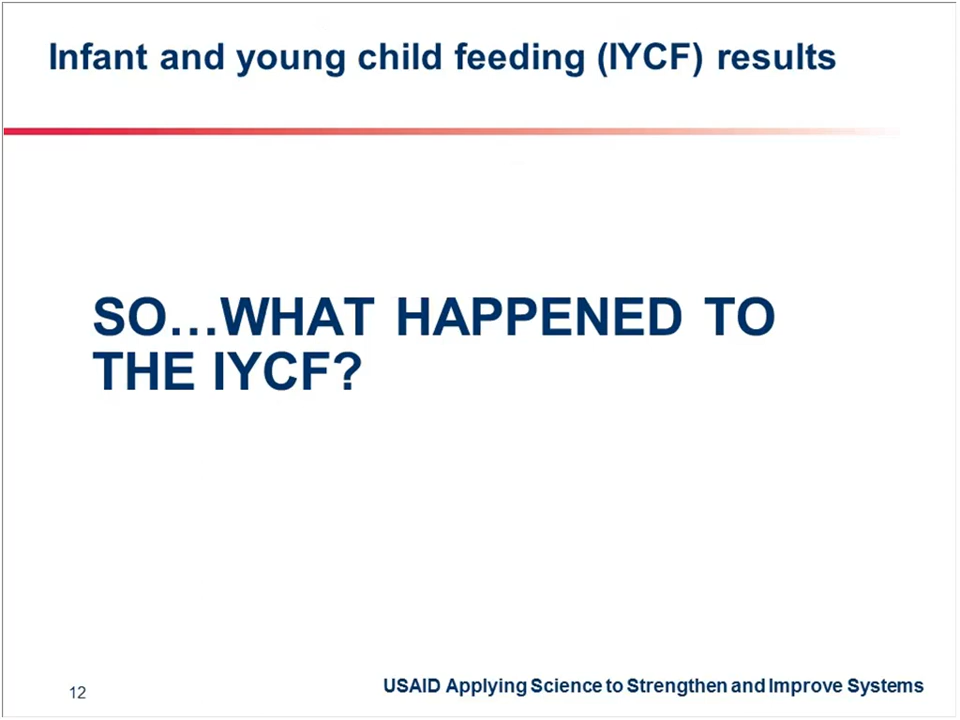 Infant and young child feeding (IYCF) results
SO…WHAT HAPPENED TO
THE IYCF?
12
USAID Applying Science to Strengthen and Improve Systems